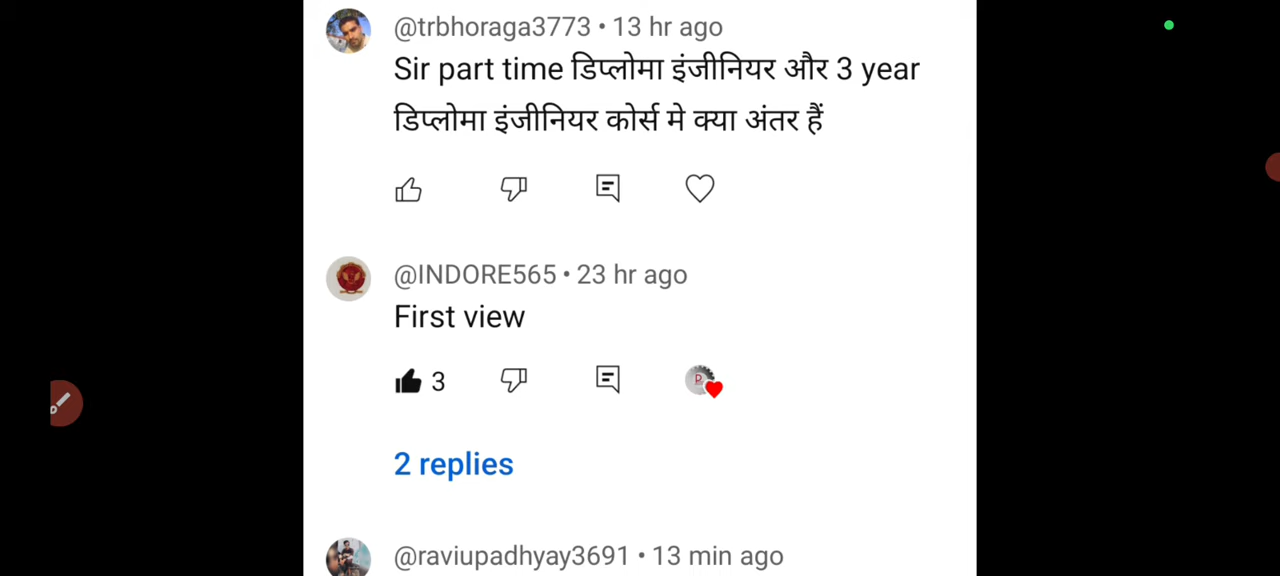 @trbhoraga3773 • 13 hr ago
Sir part time डिप्लोमा इंजीनियर और 3 year
डिप्लोमा इंजीनियर कोर्स मे क्या अंतर हैं
@INDORE565 • 23 hr ago
First view
3
2 replies
@raviupadhyay3691 • 13 min ago